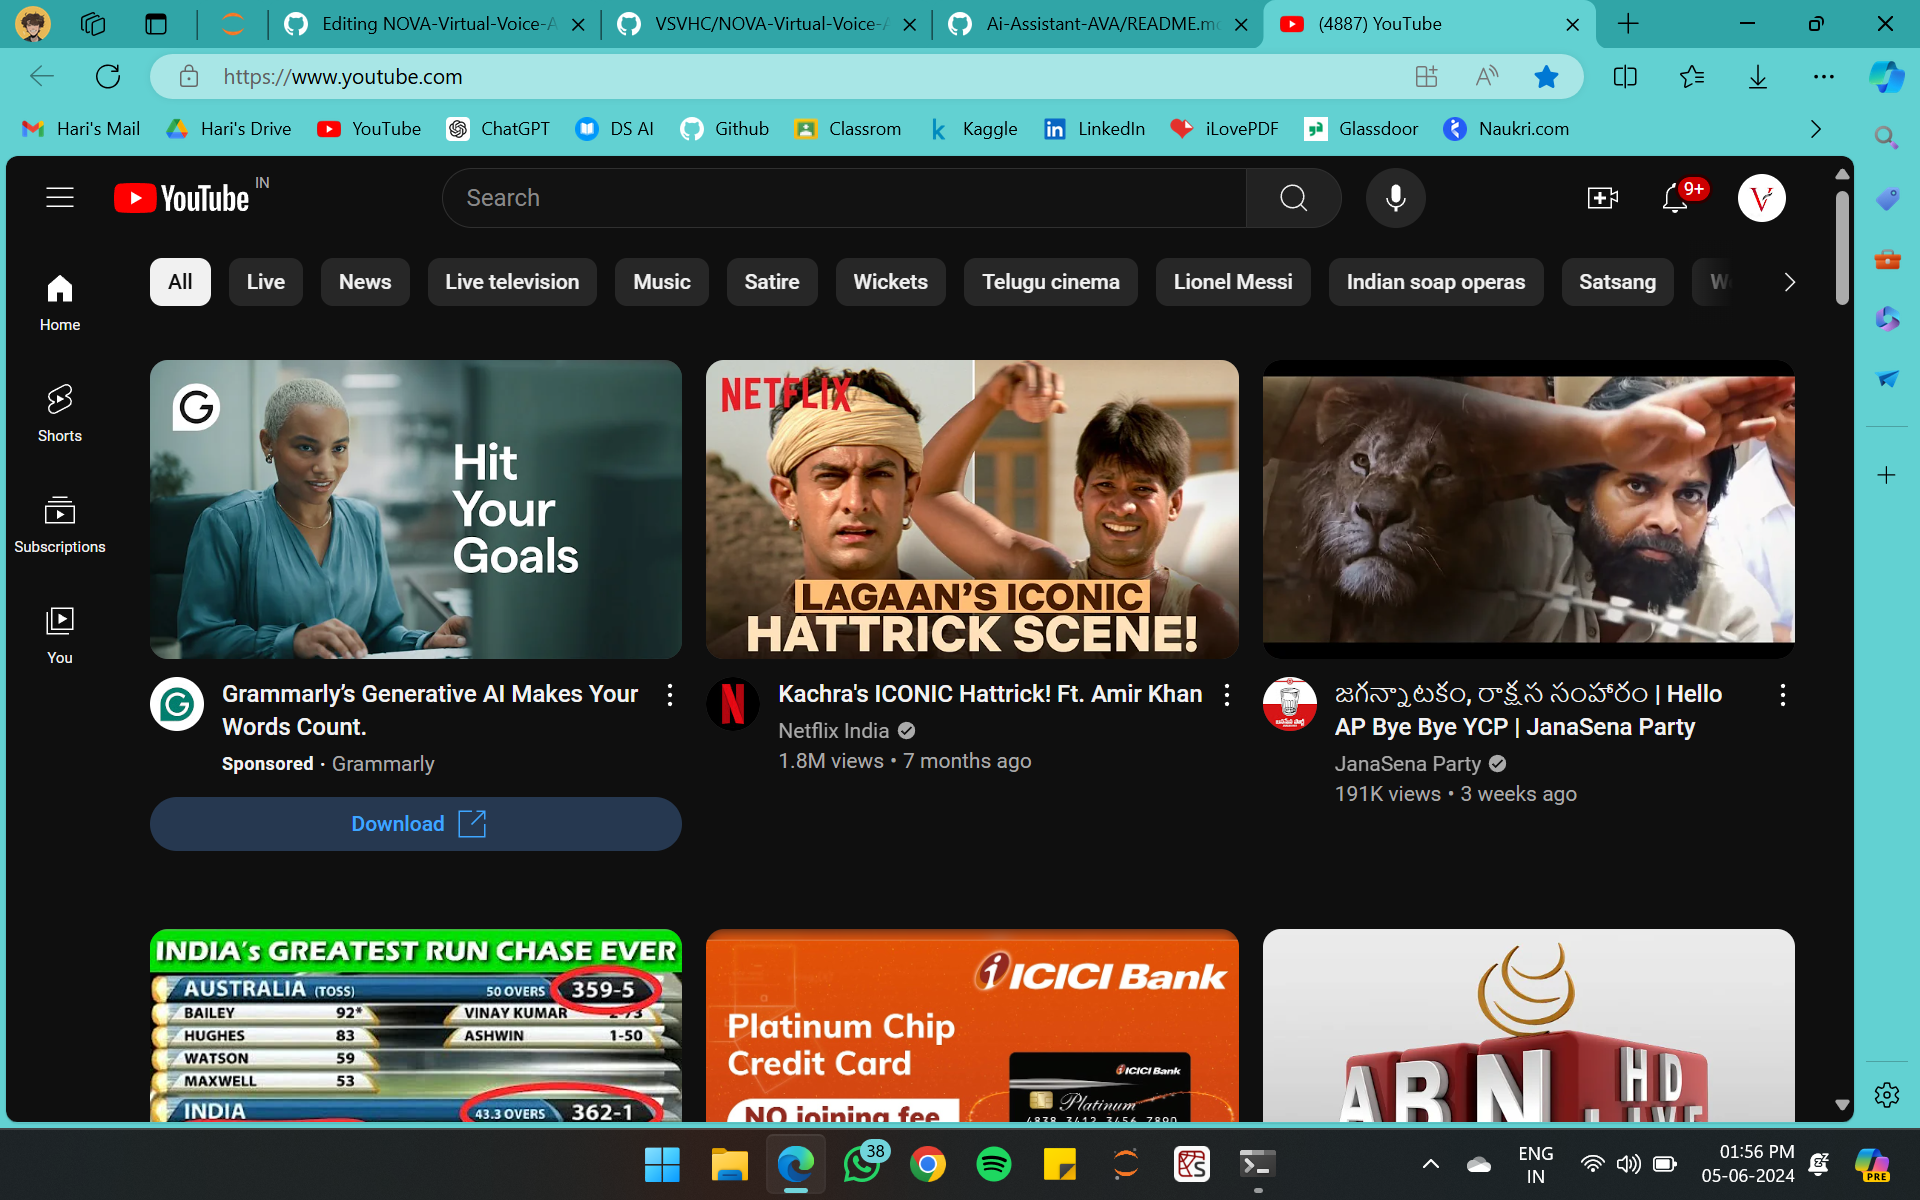 Editing NOVA-Virtual-Voice-A
VSVHC/NOVA-Virtual-Voice-A
Ai-Assistant-AVA/README.md
(4887) YouTube
https://www.youtube.com
Hari's Mail
Hari's Drive
YouTube
ChatGPT
DS AI
Github
Classrom
Kaggle
LinkedIn
iLovePDF
Glassdoor
Naukri.com
YouTube IN
Search
9+
All
Live
News
Live television
Music
Satire
Wickets
Telugu cinema
Lionel Messi
Indian soap operas
Satsang
Home
Shorts
Subscriptions
You
Hit
Your
Goals
Grammarly’s Generative AI Makes Your
Words Count.
Sponsored · Grammarly
Download
NETFLIX
LAGAAN'S ICONIC
HATTRICK SCENE!
Kachra's ICONIC Hattrick! Ft. Amir Khan
Netflix India
1.8M views • 7 months ago
జగన్నాటకం, రాక్షస సంహారం | Hello
AP Bye Bye YCP | JanaSena Party
JanaSena Party
191K views • 3 weeks ago
INDIA's GREATEST RUN CHASE EVER
AUSTRALIA (TOSS) 50 OVERS 359-5
BAILEY 92* VINAY KUMAR 2-73
HUGHES 83 ASHWIN 1-50
WATSON 59
MAXWELL 53
INDIA 43.3 OVERS 362-1
ICICI Bank
Platinum Chip
Credit Card
NO joining fee
ICICI Bank
Platinum
4838 3412 3456 7890
ABN HD
LIVE
38
ENG
IN
01:56 PM
05-06-2024
PRE